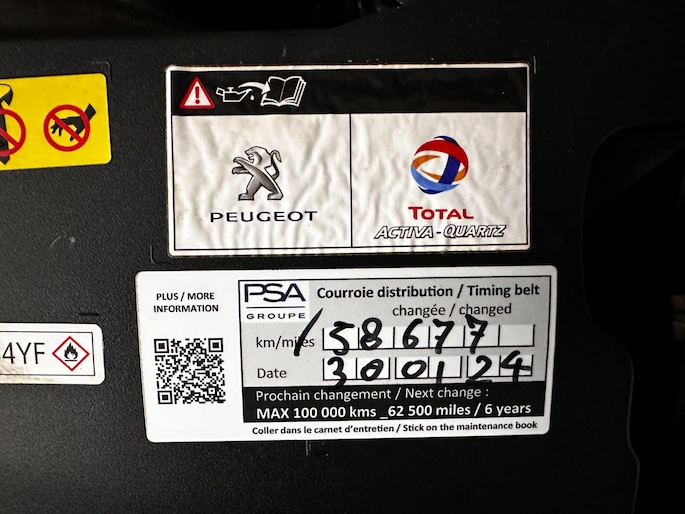 PEUGEOT
TOTAL
ACTIVA-QUARTZ
4YF
PLUS / MORE
INFORMATION
PSA
GROUPE
Courroie distribution / Timing belt
changée / changed
km/miles 58677
Date 300124
Prochain changement / Next change :
MAX 100 000 kms _62 500 miles / 6 years
Coller dans le carnet d'entretien / Stick on the maintenance book